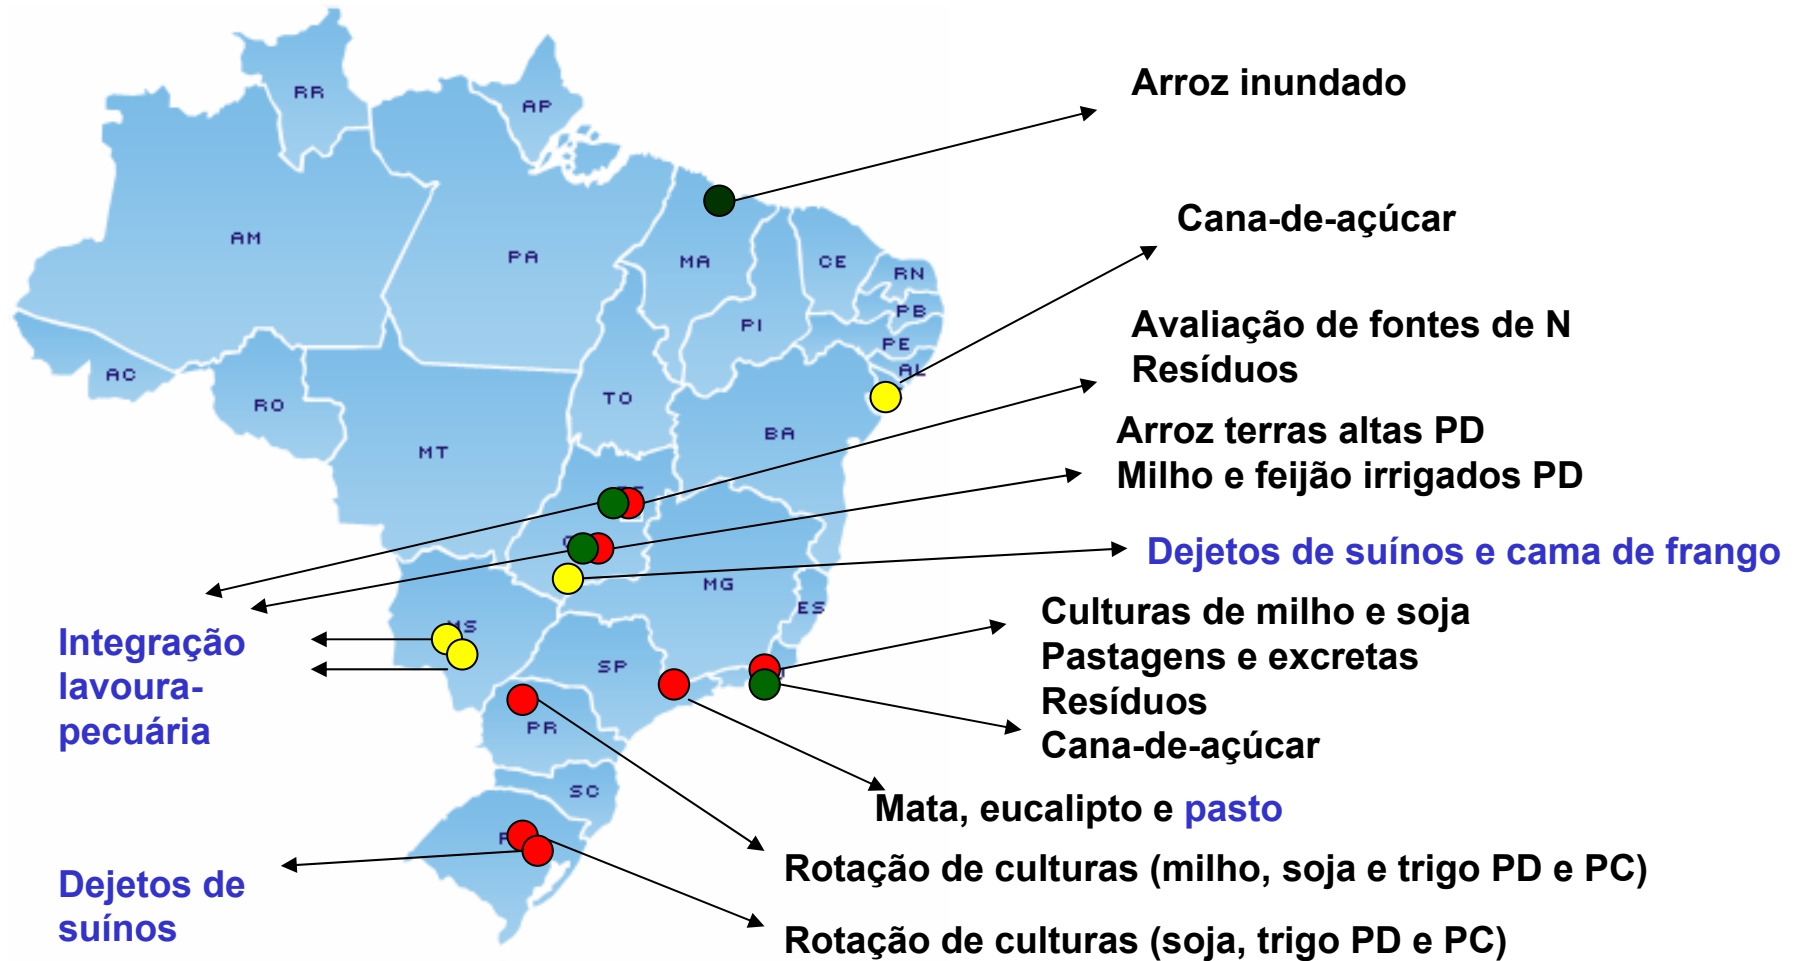 Arroz inundado
RR
AP
Cana-de-açúcar
AM
PA
MA
CE
RN
PB
PI
PE
Avaliação de fontes de N
Resíduos
AL
AC
RO
TO
BA
MT
Arroz terras altas PD
Milho e feijão irrigados PD
Dejetos de suínos e cama de frango
MG
ES
Culturas de milho e soja
Pastagens e excretas
Resíduos
Cana-de-açúcar
Integração
lavoura-
pecuária
SP
PR
SC
Mata, eucalipto e pasto
Rotação de culturas (milho, soja e trigo PD e PC)
Dejetos de
suínos
Rotação de culturas (soja, trigo PD e PC)